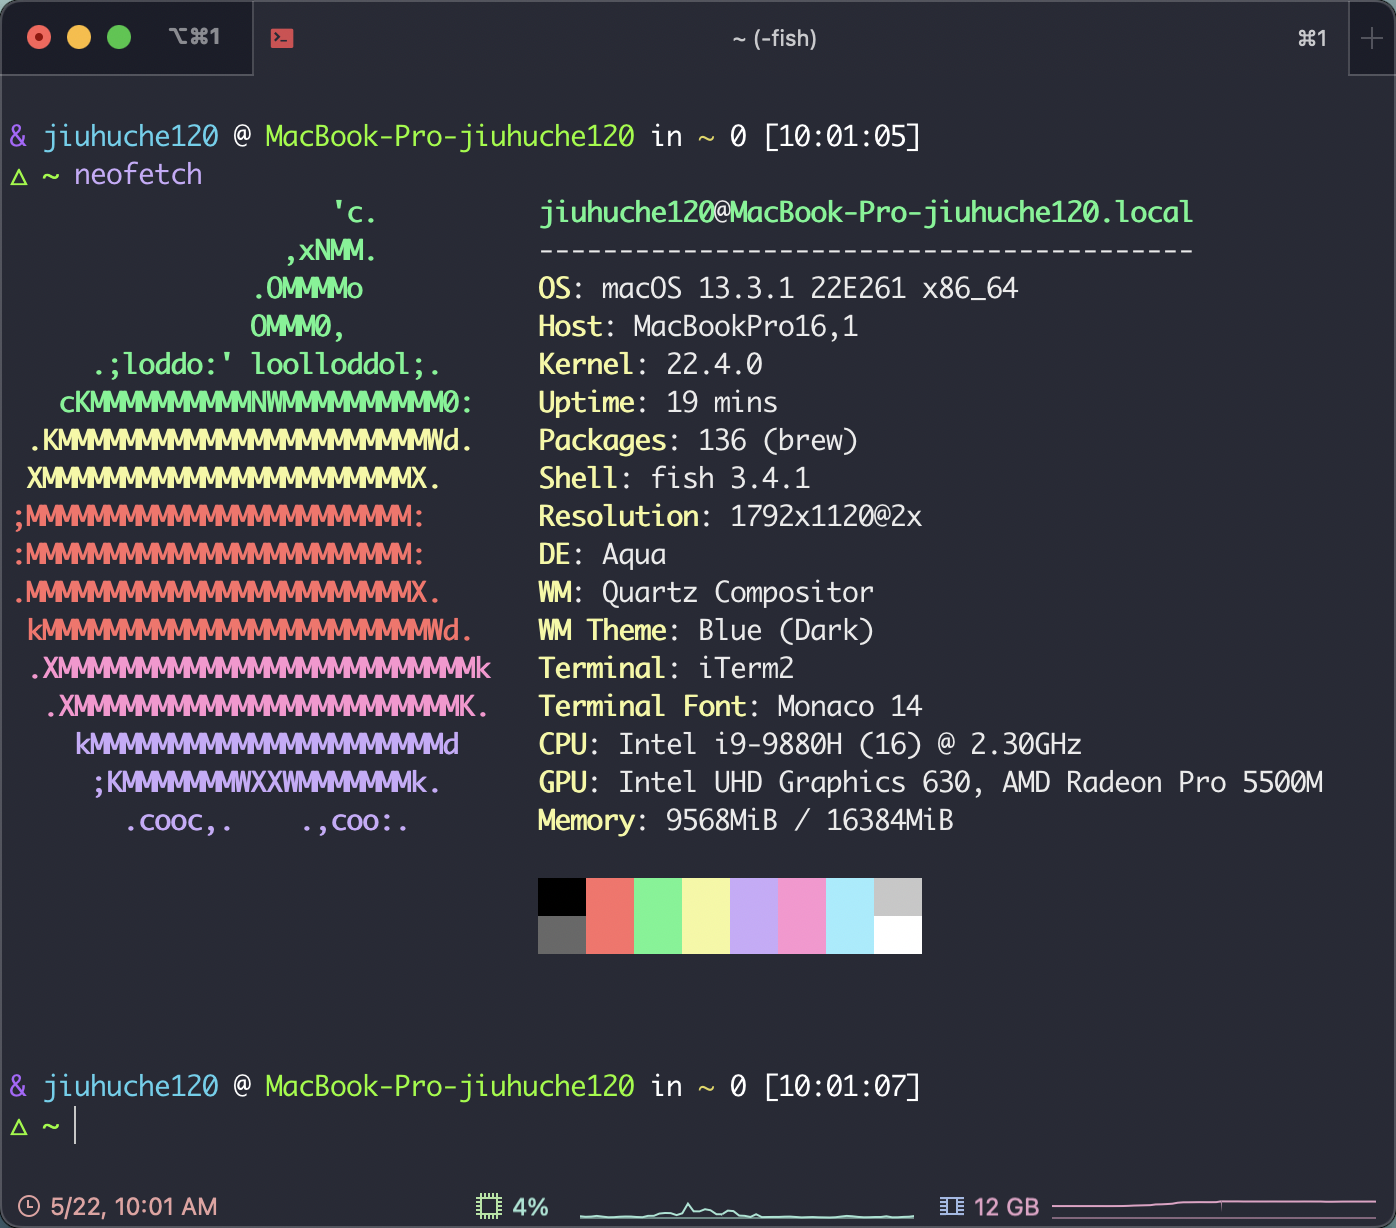 ⌥⌘1 ~ (-fish) ⌘1
& jiuhuche120 @ MacBook-Pro-jiuhuche120 in ~ 0 [10:01:05]
△ ~ neofetch
'c. jiuhuche120@MacBook-Pro-jiuhuche120.local
,xNMM. -----------------------------------------
.OMMMMo OS: macOS 13.3.1 22E261 x86_64
OMMM0, Host: MacBookPro16,1
.;loddo:' loolloddol;. Kernel: 22.4.0
cKMMMMMMMMMMNWMMMMMMMMMM0: Uptime: 19 mins
.KMMMMMMMMMMMMMMMMMMMMMMMWd. Packages: 136 (brew)
XMMMMMMMMMMMMMMMMMMMMMMMX. Shell: fish 3.4.1
;MMMMMMMMMMMMMMMMMMMMMMMM: Resolution: 1792x1120@2x
:MMMMMMMMMMMMMMMMMMMMMMMM: DE: Aqua
.MMMMMMMMMMMMMMMMMMMMMMMMX. WM: Quartz Compositor
kMMMMMMMMMMMMMMMMMMMMMMMMWd. WM Theme: Blue (Dark)
.XMMMMMMMMMMMMMMMMMMMMMMMMMMk Terminal: iTerm2
.XMMMMMMMMMMMMMMMMMMMMMMMMK. Terminal Font: Monaco 14
kMMMMMMMMMMMMMMMMMMMMMMd CPU: Intel i9-9880H (16) @ 2.30GHz
;KMMMMMMMWXXWMMMMMMMk. GPU: Intel UHD Graphics 630, AMD Radeon Pro 5500M
.cooc,. .,coo:. Memory: 9568MiB / 16384MiB
& jiuhuche120 @ MacBook-Pro-jiuhuche120 in ~ 0 [10:01:07]
△ ~
5/22, 10:01 AM 4% 12 GB